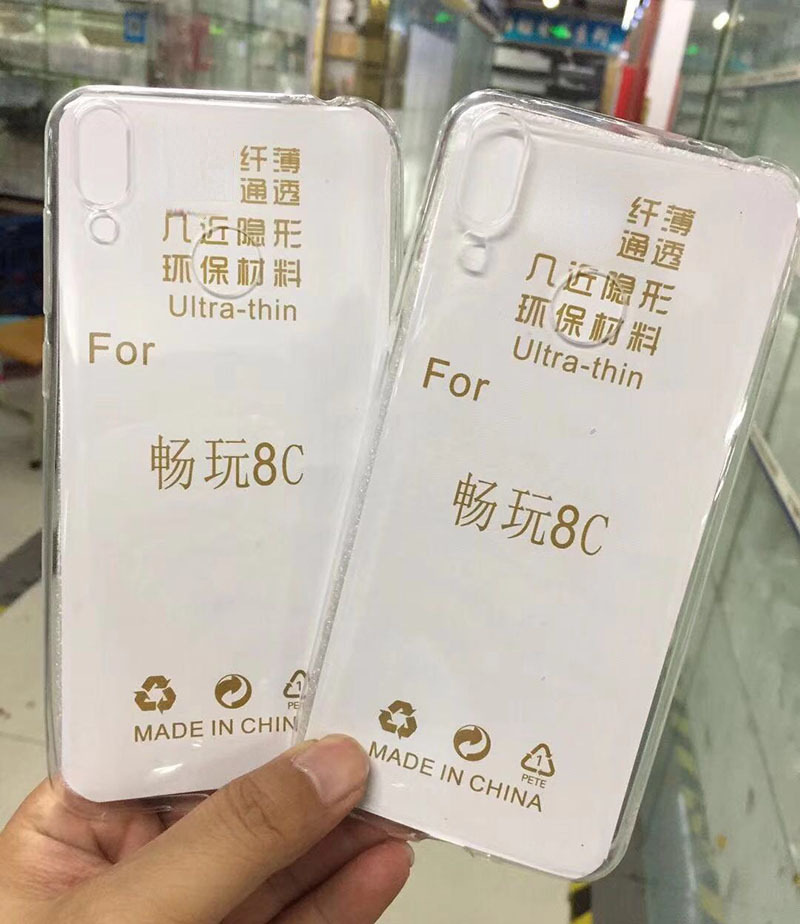 纤薄
通透
几近隐形
环保材料
Ultra-thin
For
畅玩8C
PE
MADE IN CHIN
纤薄
通透
几近隐形
环保材料
Ultra-thin
For
畅玩8C
1
PETE
MADE IN CHINA